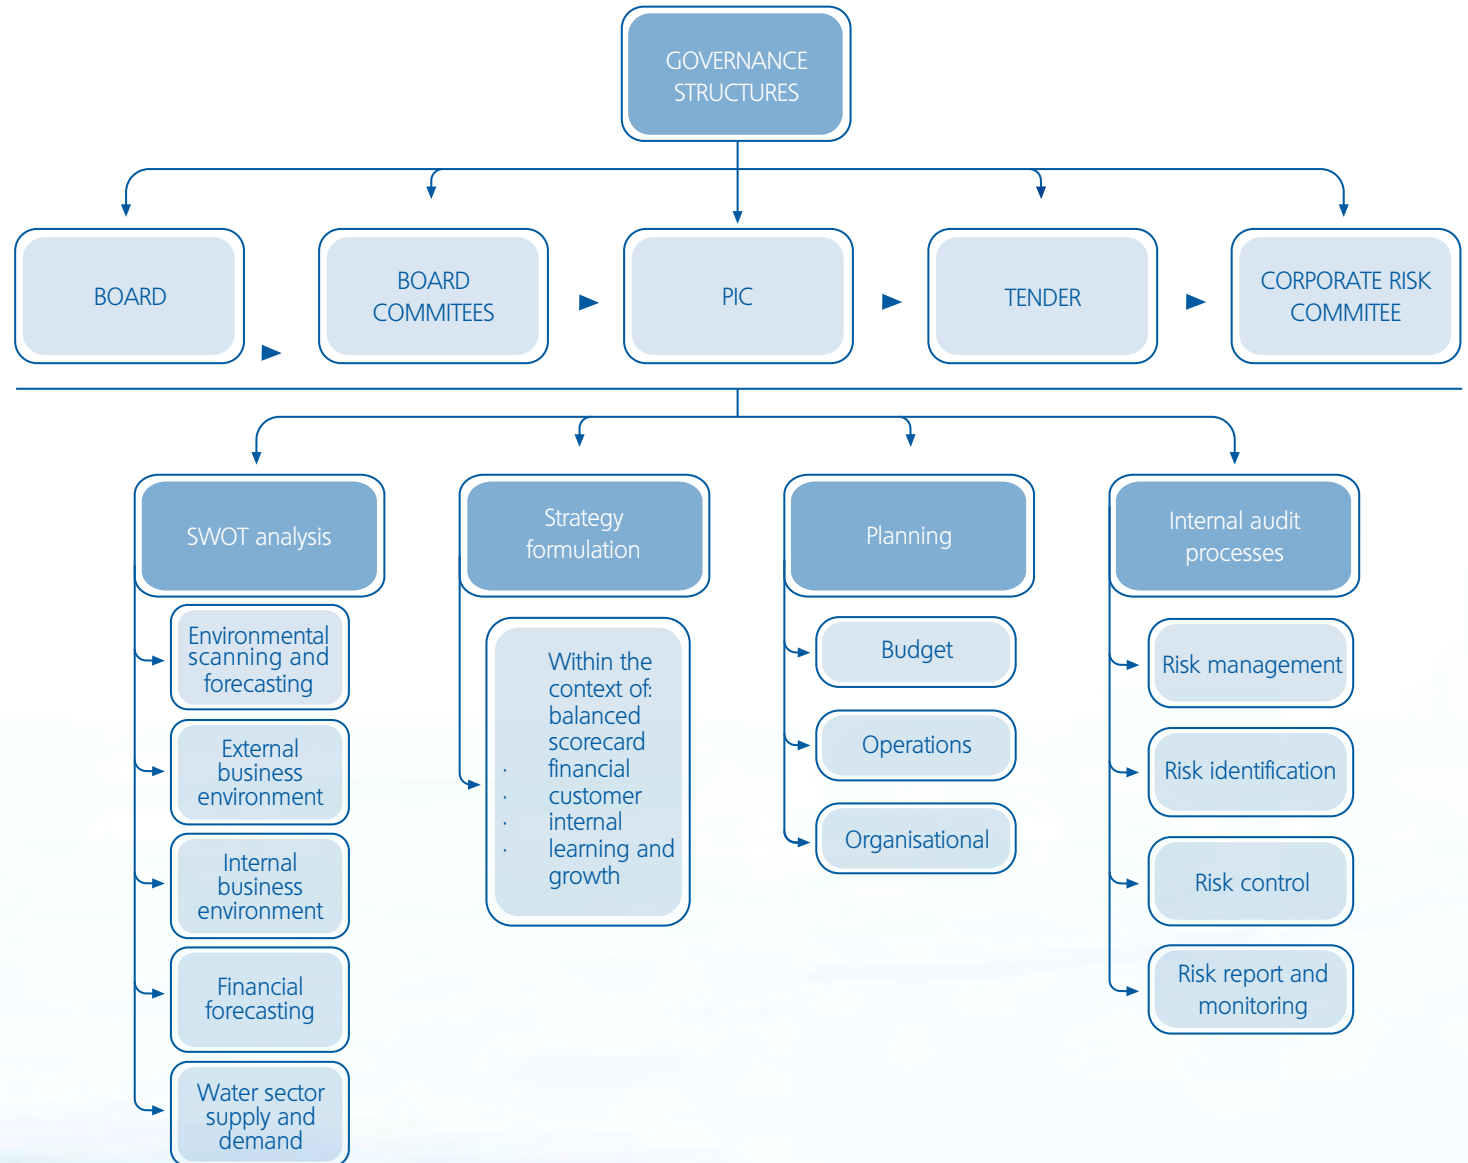 GOVERNANCE
STRUCTURES
BOARD
BOARD
COMMITEES
PIC
TENDER
CORPORATE RISK
COMMITEE
SWOT analysis
Environmental
scanning and
forecasting
External
business
environment
Internal
business
environment
Financial
forecasting
Water sector
supply and
demand
Strategy
formulation
Within the
context of:
balanced
scorecard
· financial
· customer
· internal
· learning and
growth
Planning
Budget
Operations
Organisational
Internal audit
processes
Risk management
Risk identification
Risk control
Risk report and
monitoring